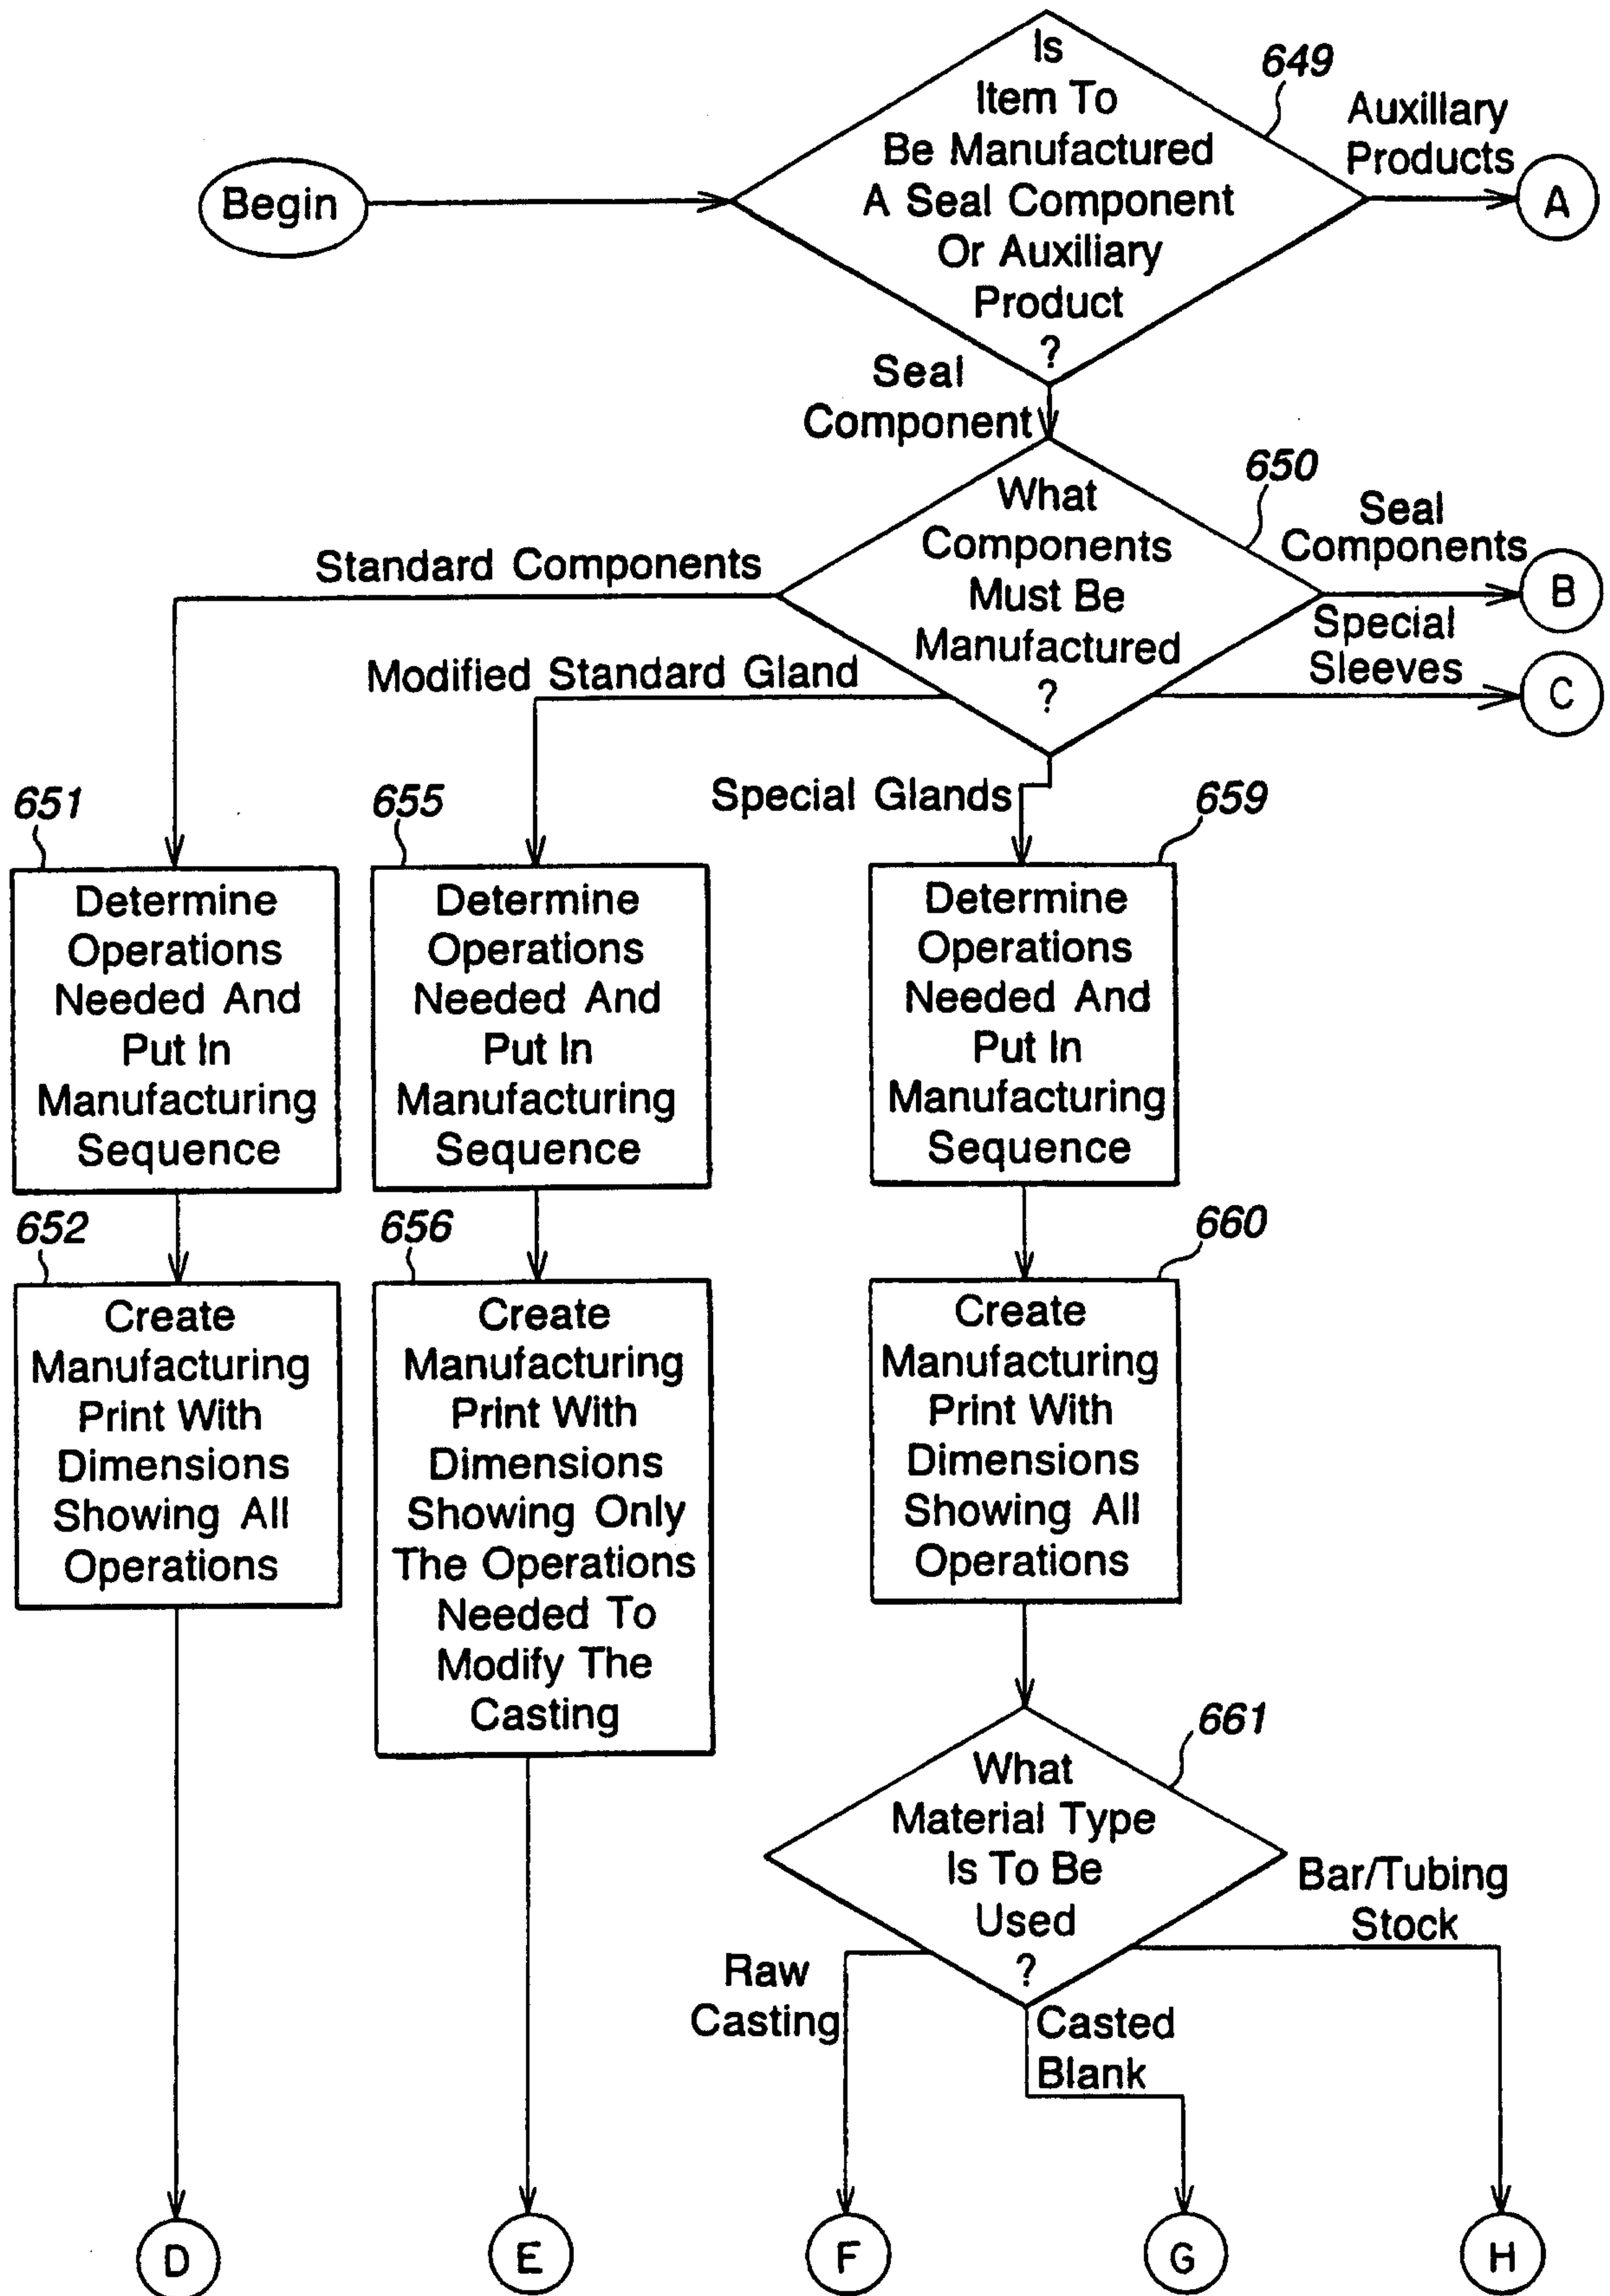 Begin
Is
Item To
Be Manufactured
A Seal Component
Or Auxiliary
Product
?
649
Auxiliary
Products
A
Seal
Component
What
Components
Must Be
Manufactured
?
650
Seal
Components
B
Special
Sleeves
C
Standard Components
Modified Standard Gland
Special Glands
651
Determine
Operations
Needed And
Put In
Manufacturing
Sequence
655
Determine
Operations
Needed And
Put In
Manufacturing
Sequence
659
Determine
Operations
Needed And
Put In
Manufacturing
Sequence
652
Create
Manufacturing
Print With
Dimensions
Showing All
Operations
656
Create
Manufacturing
Print With
Dimensions
Showing Only
The Operations
Needed To
Modify The
Casting
660
Create
Manufacturing
Print With
Dimensions
Showing All
Operations
661
What
Material Type
Is To Be
Used
?
Raw
Casting
Casted
Blank
Bar/Tubing
Stock
D
E
F
G
H